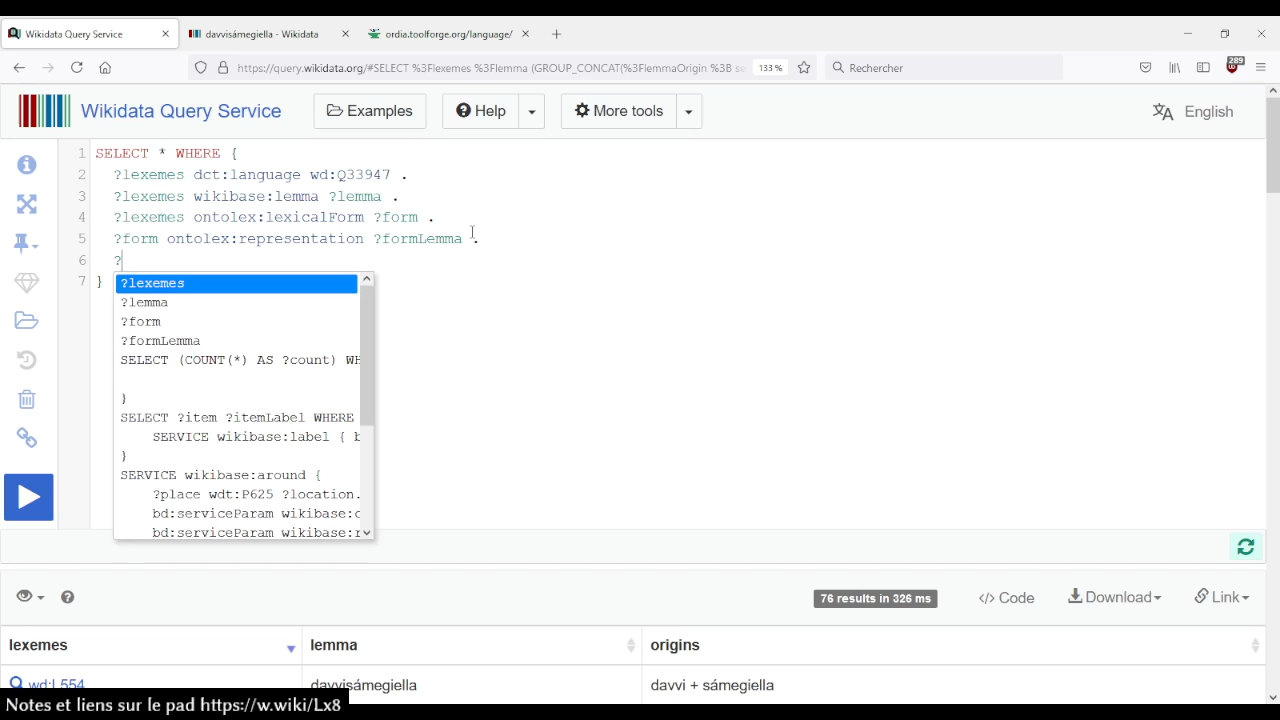 Wikidata Query Service
davvisámegiella - Wikidata
ordia.toolforge.org/language/
https://query.wikidata.org/#SELECT %3Flexemes %3Flemma (GROUP_CONCAT(%3FlemmaOrigin %3B se
133 %
Rechercher
289
Wikidata Query Service
Examples
Help
More tools
English
1 SELECT * WHERE {
2 ?lexemes dct:language wd:Q33947 .
3 ?lexemes wikibase:lemma ?lemma .
4 ?lexemes ontolex:lexicalForm ?form .
5 ?form ontolex:representation ?formLemma .
6 ?
7 }
?lexemes
?lemma
?form
?formLemma
SELECT (COUNT(*) AS ?count) WH
}
SELECT ?item ?itemLabel WHERE
SERVICE wikibase:label { b
}
SERVICE wikibase:around {
?place wdt:P625 ?location.
bd:serviceParam wikibase:c
bd:serviceParam wikibase:r
76 results in 326 ms
</> Code
Download
Link
lexemes
lemma
origins
wd:L554
davvisámegiella
davvi + sámegiella
Notes et liens sur le pad https://w.wiki/Lx8